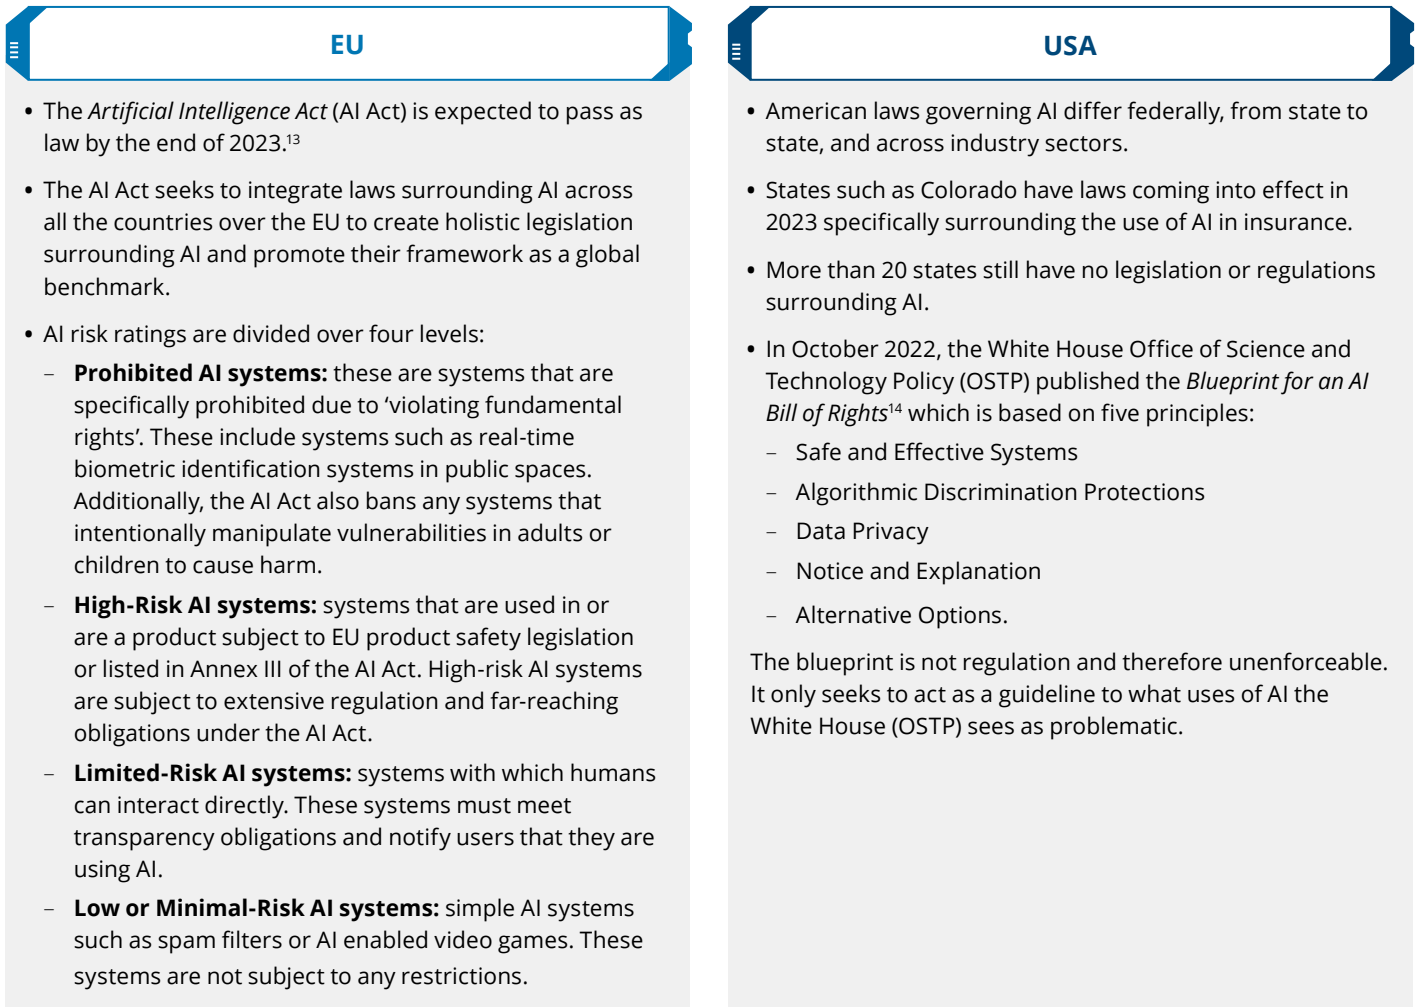 EU
• The Artificial Intelligence Act (AI Act) is expected to pass as
law by the end of 2023.13
• The AI Act seeks to integrate laws surrounding AI across
all the countries over the EU to create holistic legislation
surrounding AI and promote their framework as a global
benchmark.
• AI risk ratings are divided over four levels:
– Prohibited AI systems: these are systems that are
specifically prohibited due to ‘violating fundamental
rights’. These include systems such as real-time
biometric identification systems in public spaces.
Additionally, the AI Act also bans any systems that
intentionally manipulate vulnerabilities in adults or
children to cause harm.
– High-Risk AI systems: systems that are used in or
are a product subject to EU product safety legislation
or listed in Annex III of the AI Act. High-risk AI systems
are subject to extensive regulation and far-reaching
obligations under the AI Act.
– Limited-Risk AI systems: systems with which humans
can interact directly. These systems must meet
transparency obligations and notify users that they are
using AI.
– Low or Minimal-Risk AI systems: simple AI systems
such as spam filters or AI enabled video games. These
systems are not subject to any restrictions.
USA
• American laws governing AI differ federally, from state to
state, and across industry sectors.
• States such as Colorado have laws coming into effect in
2023 specifically surrounding the use of AI in insurance.
• More than 20 states still have no legislation or regulations
surrounding AI.
• In October 2022, the White House Office of Science and
Technology Policy (OSTP) published the Blueprint for an AI
Bill of Rights14 which is based on five principles:
– Safe and Effective Systems
– Algorithmic Discrimination Protections
– Data Privacy
– Notice and Explanation
– Alternative Options.
The blueprint is not regulation and therefore unenforceable.
It only seeks to act as a guideline to what uses of AI the
White House (OSTP) sees as problematic.